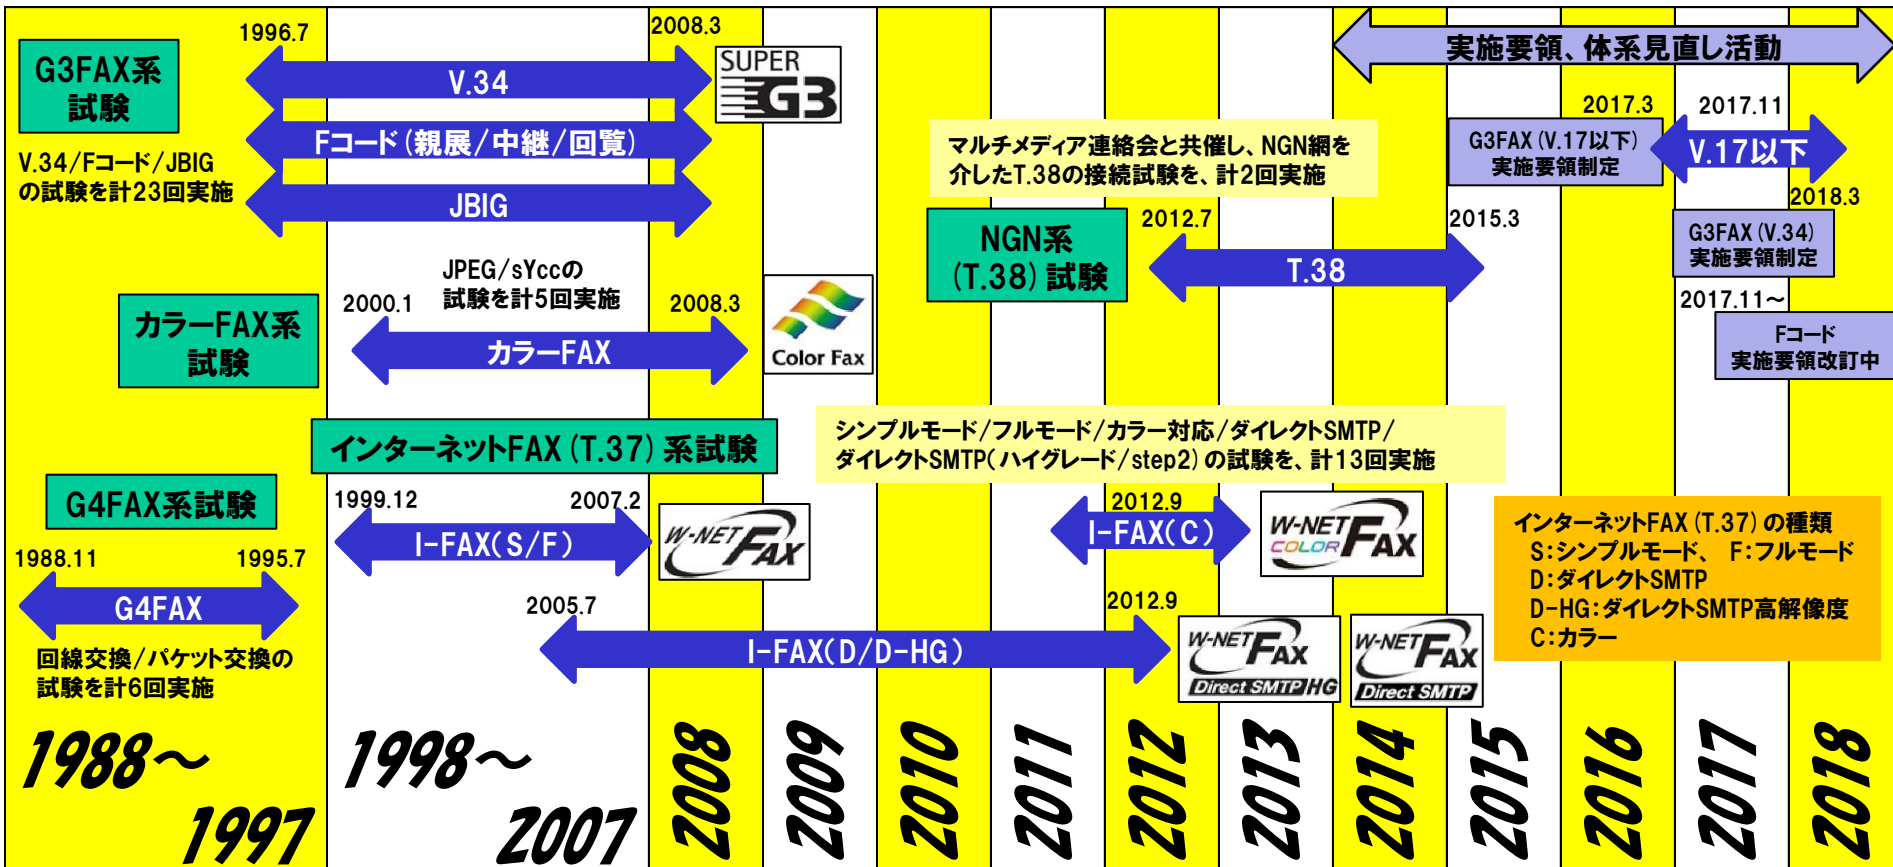 1996.7
2008.3
G3FAX系
試験
V.34
SUPER
G3
Fコード(親展/中継/回覧)
JBIG
V.34/Fコード/JBIG
の試験を計23回実施
実施要領、体系見直し活動
2017.3
2017.11
G3FAX(V.17以下)
実施要領制定
V.17以下
2018.3
G3FAX(V.34)
実施要領制定
2017.11～
Fコード
実施要領改訂中
マルチメディア連絡会と共催し、NGN網を
介したT.38の接続試験を、計2回実施
NGN系
(T.38)試験
2012.7
2015.3
T.38
JPEG/sYccの
試験を計5回実施
カラーFAX系
試験
2000.1
2008.3
カラーFAX
Color Fax
インターネットFAX(T.37)系試験
シンプルモード/フルモード/カラー対応/ダイレクトSMTP/
ダイレクトSMTP(ハイグレード/step2)の試験を、計13回実施
G4FAX系試験
1988.11
1995.7
G4FAX
回線交換/パケット交換の
試験を計6回実施
1999.12
2007.2
I-FAX(S/F)
W-NET FAX
2012.9
I-FAX(C)
W-NET FAX
COLOR
2005.7
2012.9
I-FAX(D/D-HG)
W-NET FAX
Direct SMTP HG
W-NET FAX
Direct SMTP
インターネットFAX(T.37)の種類
S:シンプルモード、 F:フルモード
D:ダイレクトSMTP
D-HG:ダイレクトSMTP高解像度
C:カラー
1988～
1997
1998～
2007
2008
2009
2010
2011
2012
2013
2014
2015
2016
2017
2018